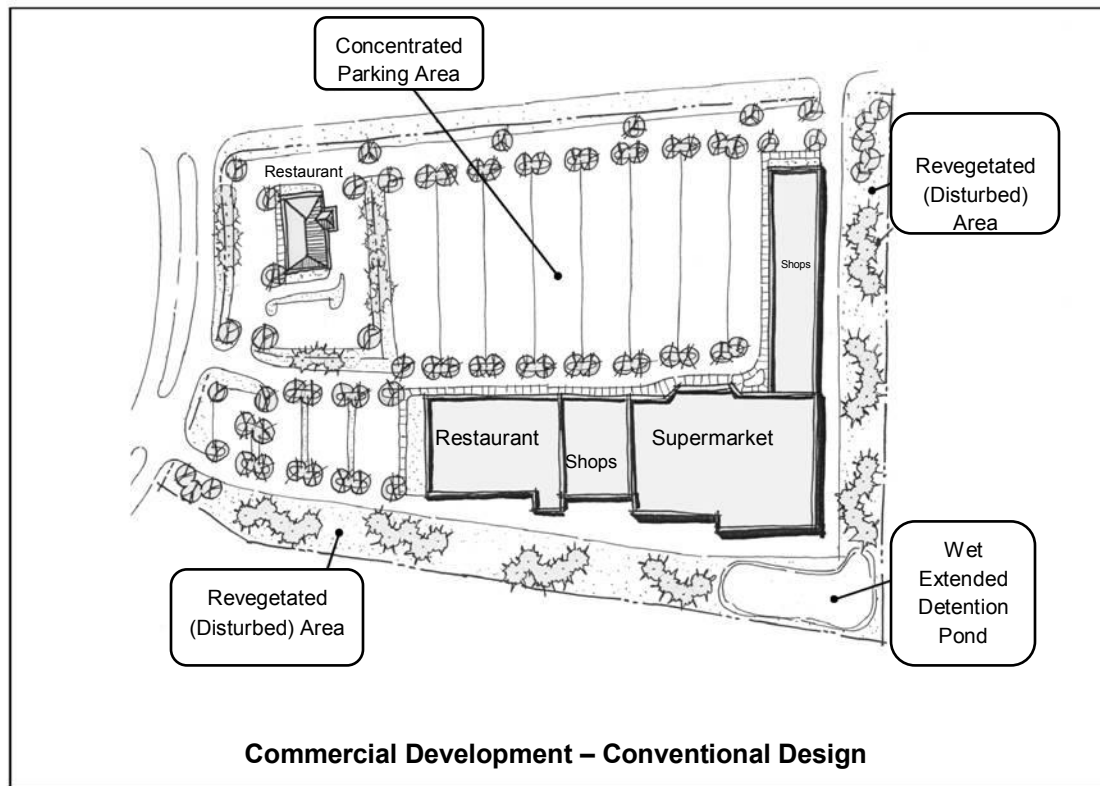 Concentrated
Parking Area
Restaurant
Revegetated
(Disturbed)
Area
Shops
Restaurant
Shops
Supermarket
Revegetated
(Disturbed) Area
Wet
Extended
Detention
Pond
Commercial Development – Conventional Design